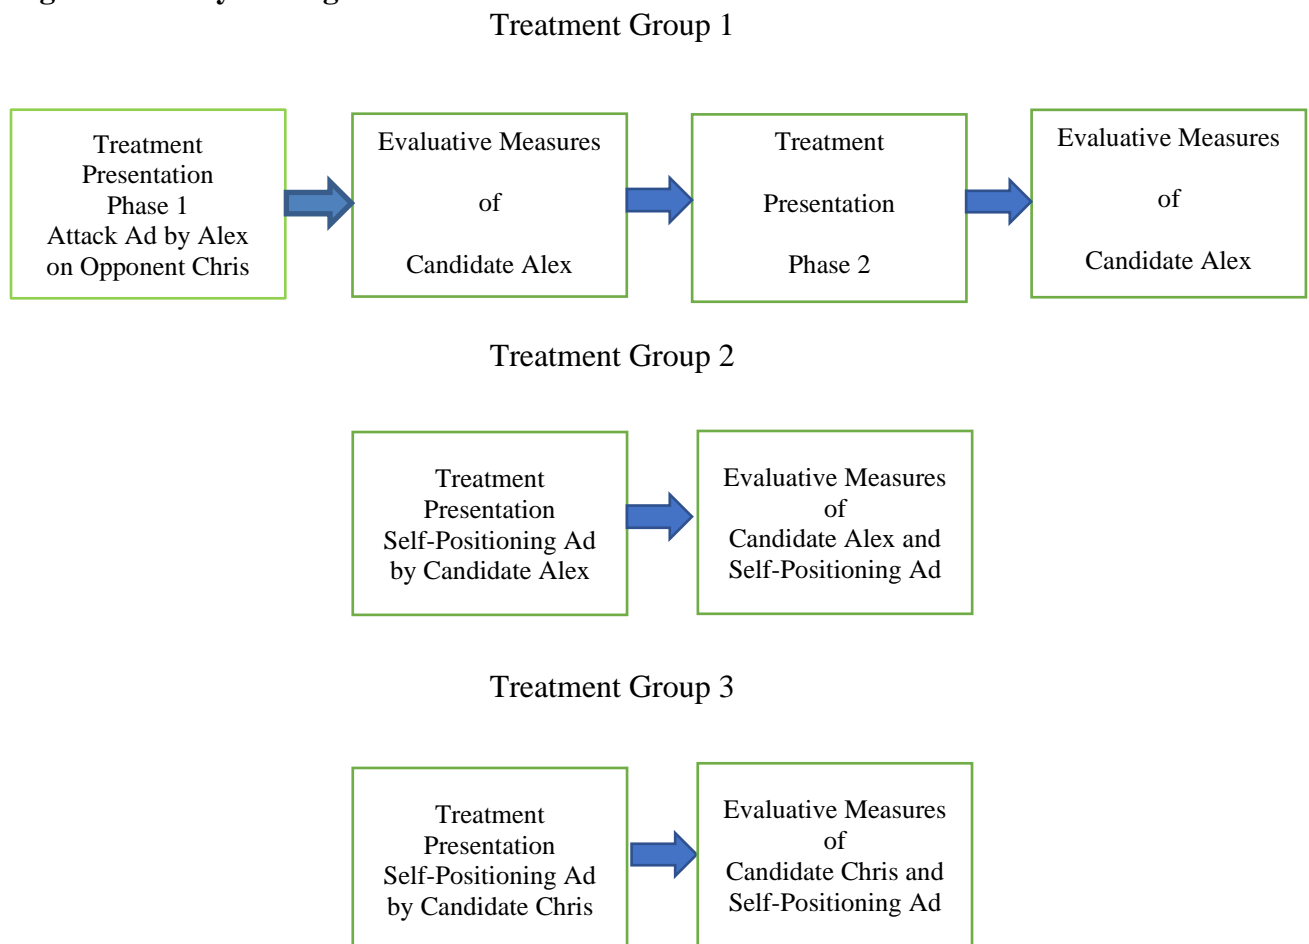 Treatment Group 1
Treatment
Presentation
Phase 1
Attack Ad by Alex
on Opponent Chris
Evaluative Measures
of
Candidate Alex
Treatment
Presentation
Phase 2
Evaluative Measures
of
Candidate Alex
Treatment Group 2
Treatment
Presentation
Self-Positioning Ad
by Candidate Alex
Evaluative Measures
of
Candidate Alex and
Self-Positioning Ad
Treatment Group 3
Treatment
Presentation
Self-Positioning Ad
by Candidate Chris
Evaluative Measures
of
Candidate Chris and
Self-Positioning Ad